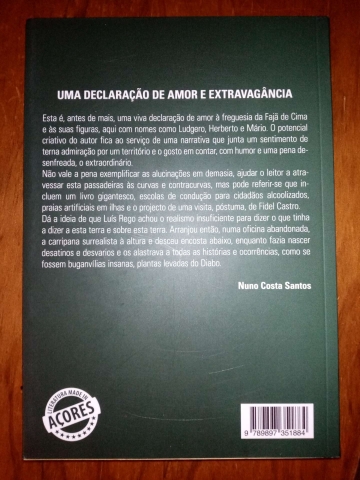 UMA DECLARAÇÃO DE AMOR E EXTRAVAGÂNCIA
Esta é, antes de mais, uma viva declaração de amor à freguesia da Fajã de Cima
e às suas figuras, aqui com nomes como Ludgero, Herberto e Mário. O potencial
criativo do autor fica ao serviço de uma narrativa que junta um sentimento de
terna admiração por um território e o gosto em contar, com humor e uma pena de-
senfreada, o extraordinário.
Não vale a pena exemplificar as alucinações em demasia, ajudar o leitor a atra-
vessar esta passadeiras às curvas e contracurvas, mas pode referir-se que in-
cluem um livro gigantesco, escolas de condução para cidadãos alcoolizados,
praias artificiais em ilhas e o projecto de uma visita, póstuma, de Fidel Castro.
Dá a ideia de que Luís Rego achou o realismo insuficiente para dizer o que tinha
a dizer a esta terra e sobre esta terra. Arranjou então, numa oficina abandonada,
a carripana surrealista à altura e desceu encosta abaixo, enquanto fazia nascer
desatinos e desvarios e os alastrava a todas as histórias e ocorrências, como se
fossem buganvílias insanas, plantas levadas do Diabo.
Nuno Costa Santos
LITERATURA MADE IN
AÇORES
9 789897 351884